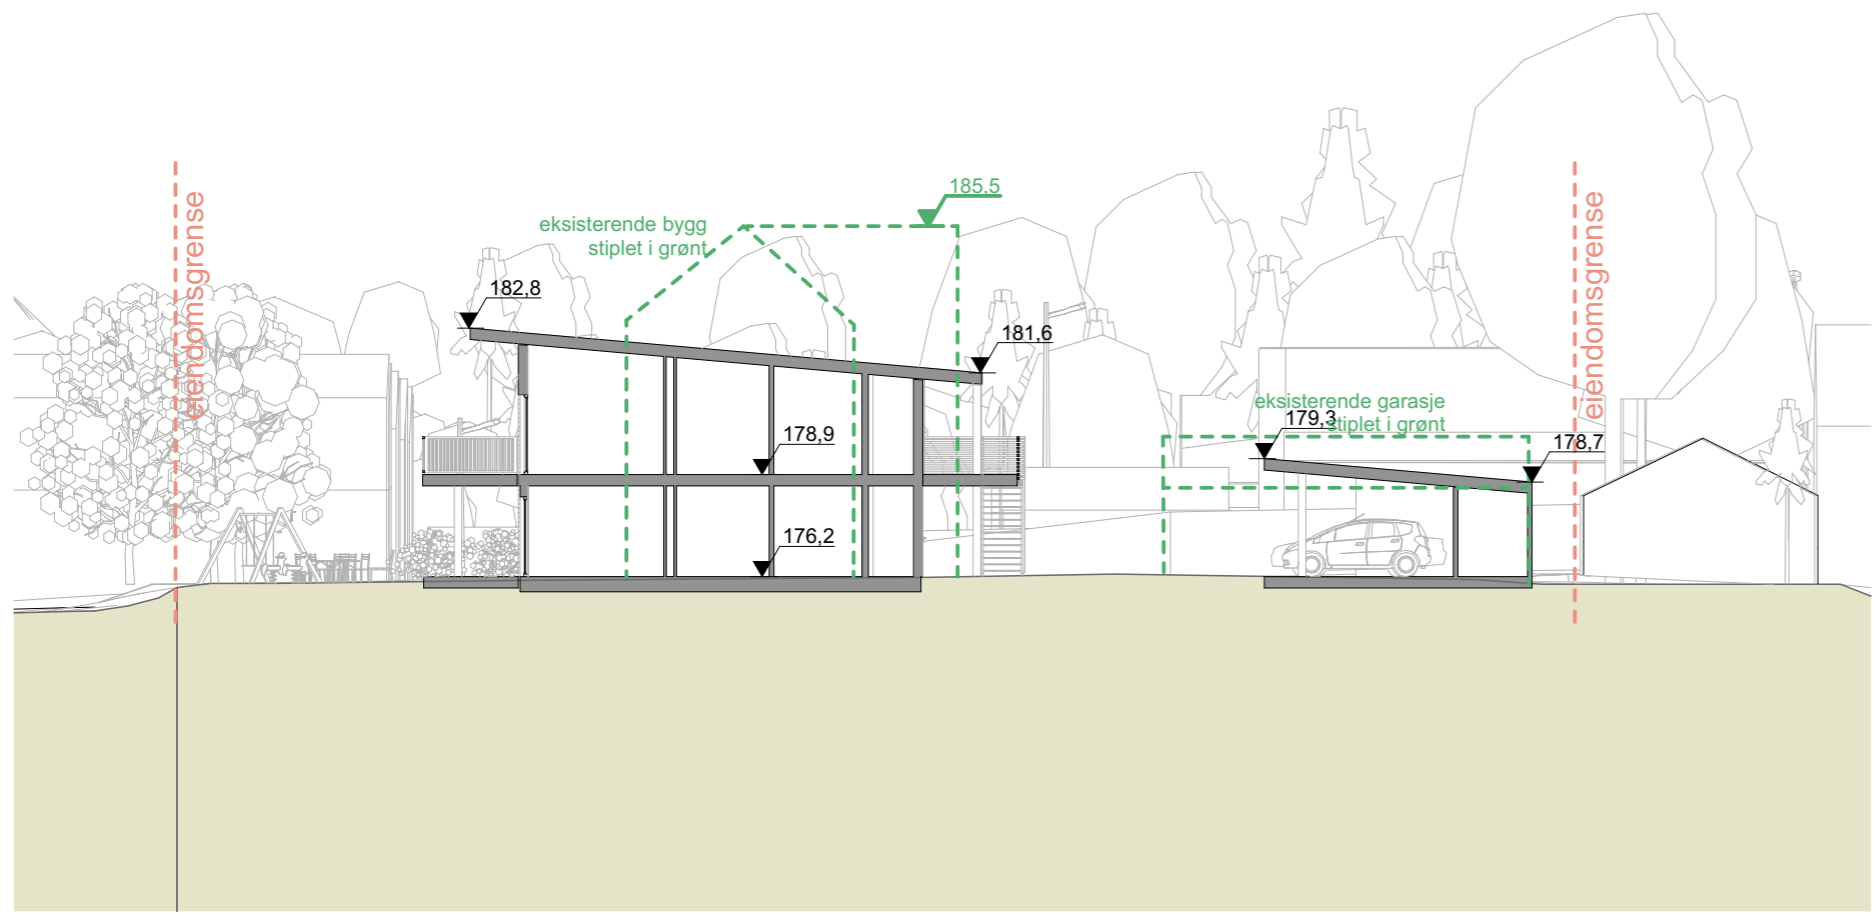 185,5
eksisterende bygg
stiplet i grønt
eiendomsgrense
eiendomsgrense
182,8
181,6
eksisterende garasje
stiplet i grønt
179,3
178,7
178,9
176,2